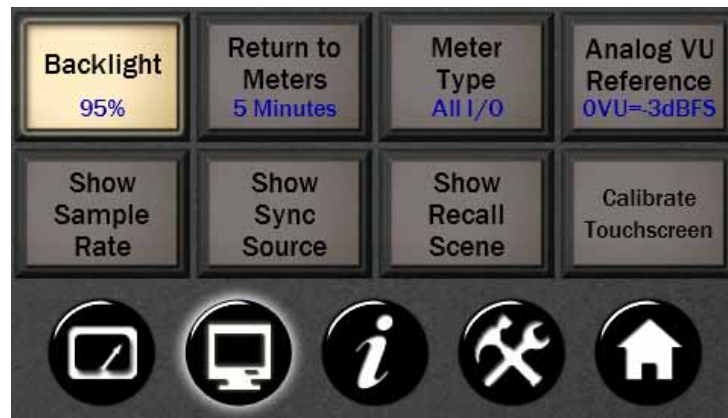 Backlight
95%
Return to
Meters
5 Minutes
Meter
Type
All I/O
Analog VU
Reference
0VU=-3dBFS
Show
Sample
Rate
Show
Sync
Source
Show
Recall
Scene
Calibrate
Touchscreen